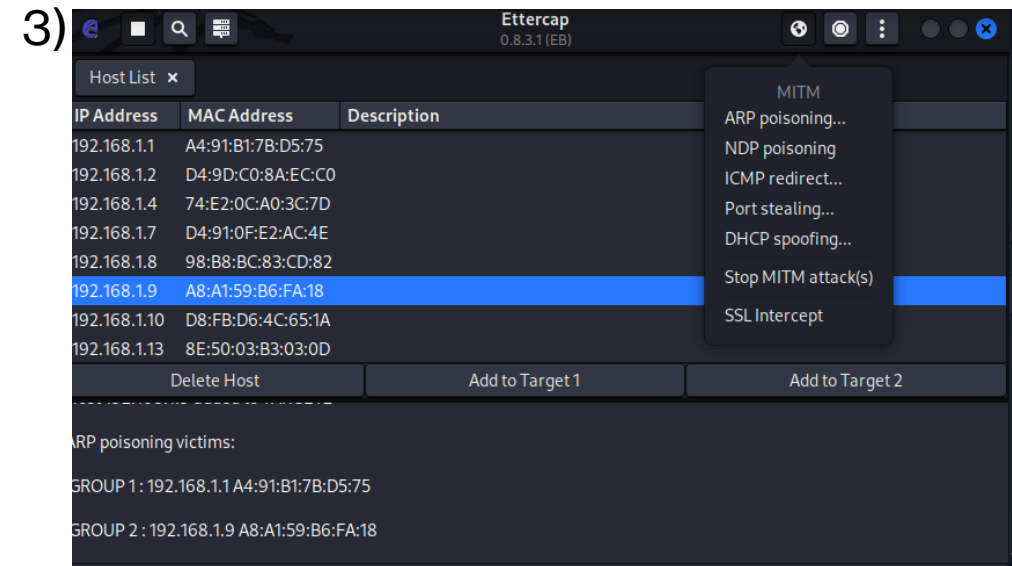 3)
Ettercap
0.8.3.1 (EB)
Host List ×
MITM
IP Address MAC Address Description
ARP poisoning...
192.168.1.1 A4:91:B1:7B:D5:75
NDP poisoning
192.168.1.2 D4:9D:C0:8A:EC:C0
ICMP redirect...
192.168.1.4 74:E2:0C:A0:3C:7D
Port stealing...
192.168.1.7 D4:91:0F:E2:AC:4E
DHCP spoofing...
192.168.1.8 98:B8:BC:83:CD:82
Stop MITM attack(s)
192.168.1.9 A8:A1:59:B6:FA:18
SSL Intercept
192.168.1.10 D8:FB:D6:4C:65:1A
192.168.1.13 8E:50:03:B3:03:0D
Delete Host Add to Target 1 Add to Target 2
ARP poisoning victims:
GROUP 1 : 192.168.1.1 A4:91:B1:7B:D5:75
GROUP 2 : 192.168.1.9 A8:A1:59:B6:FA:18